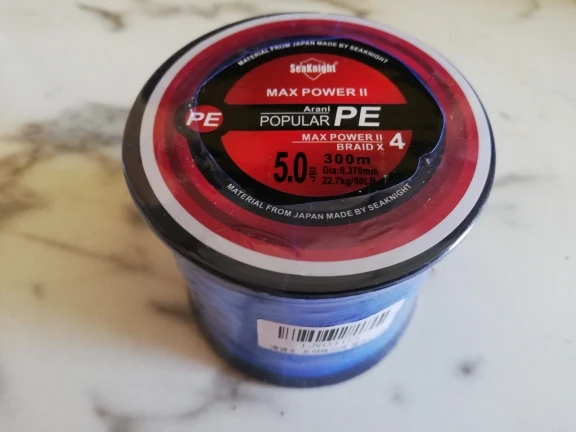 MATERIAL FROM JAPAN MADE BY SEAKNIGHT
SeaKnight
MAX POWER II
PE
Arani
POPULAR PE
MAX POWER II
BRAID X 4
5.0
300m
Dia:0.370mm
22.7kg/50LB
MATERIAL FROM JAPAN MADE BY SEAKNIGHT